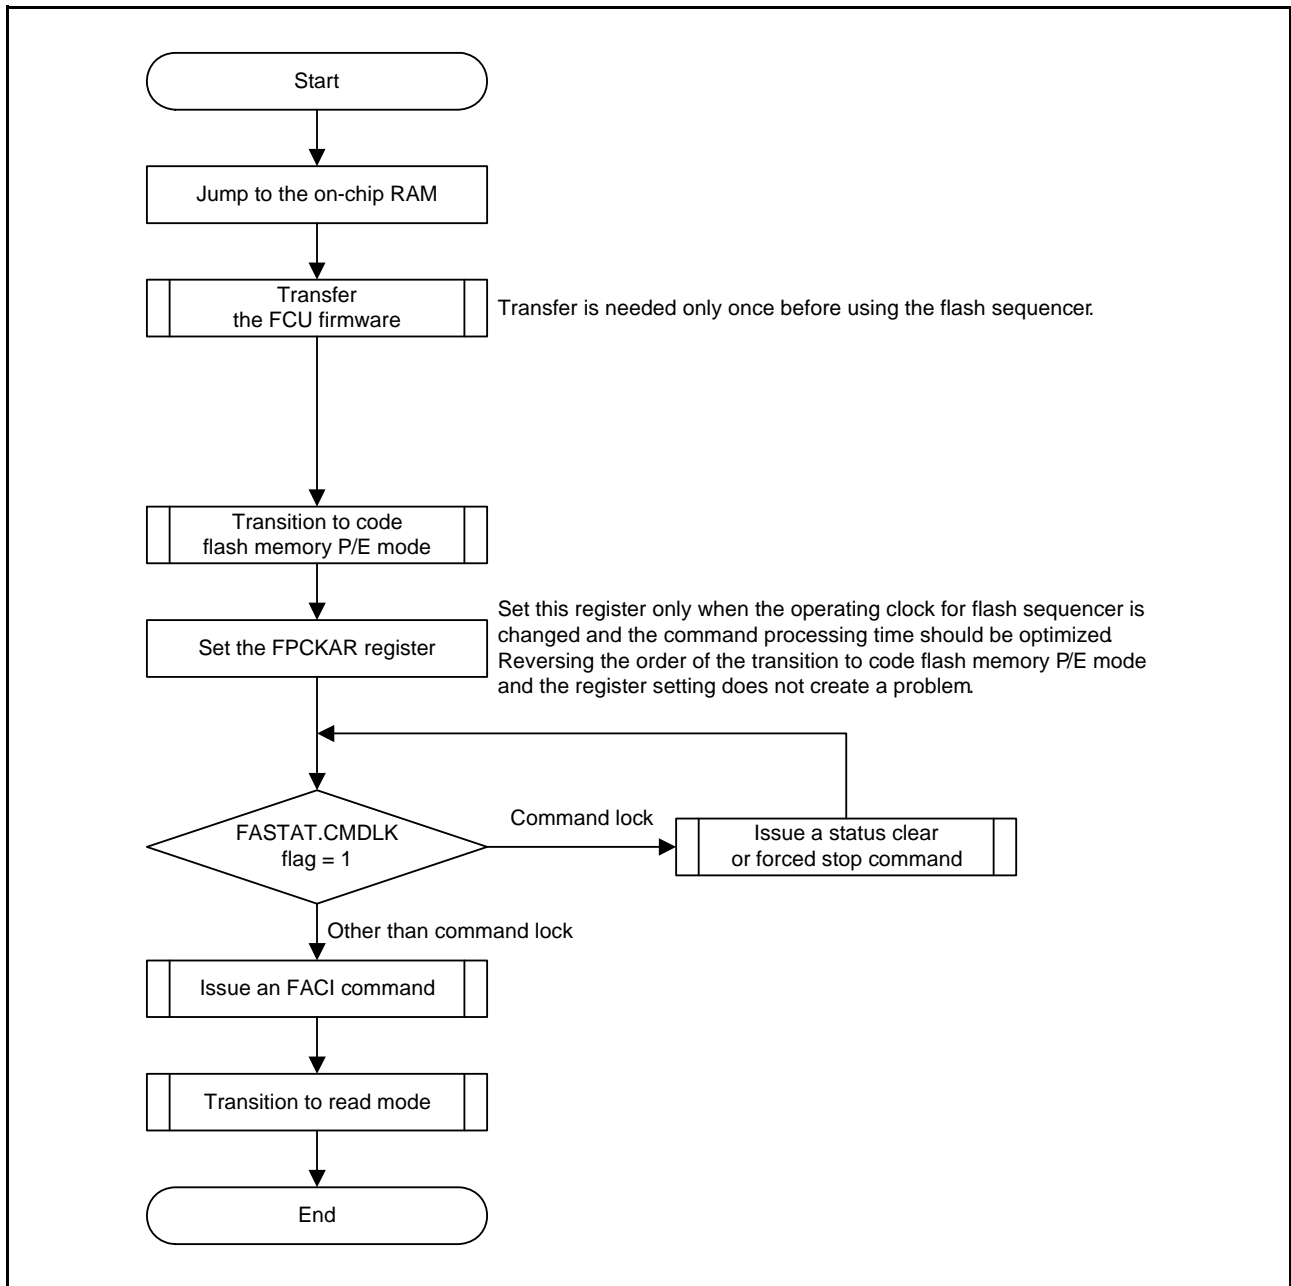 Start
Jump to the on-chip RAM
Transfer
the FCU firmware
Transfer is needed only once before using the flash sequencer.
Transition to code
flash memory P/E mode
Set the FPCKAR register
Set this register only when the operating clock for flash sequencer is
changed and the command processing time should be optimized.
Reversing the order of the transition to code flash memory P/E mode
and the register setting does not create a problem.
FASTAT.CMDLK
flag = 1
Command lock
Issue a status clear
or forced stop command
Other than command lock
Issue an FACI command
Transition to read mode
End